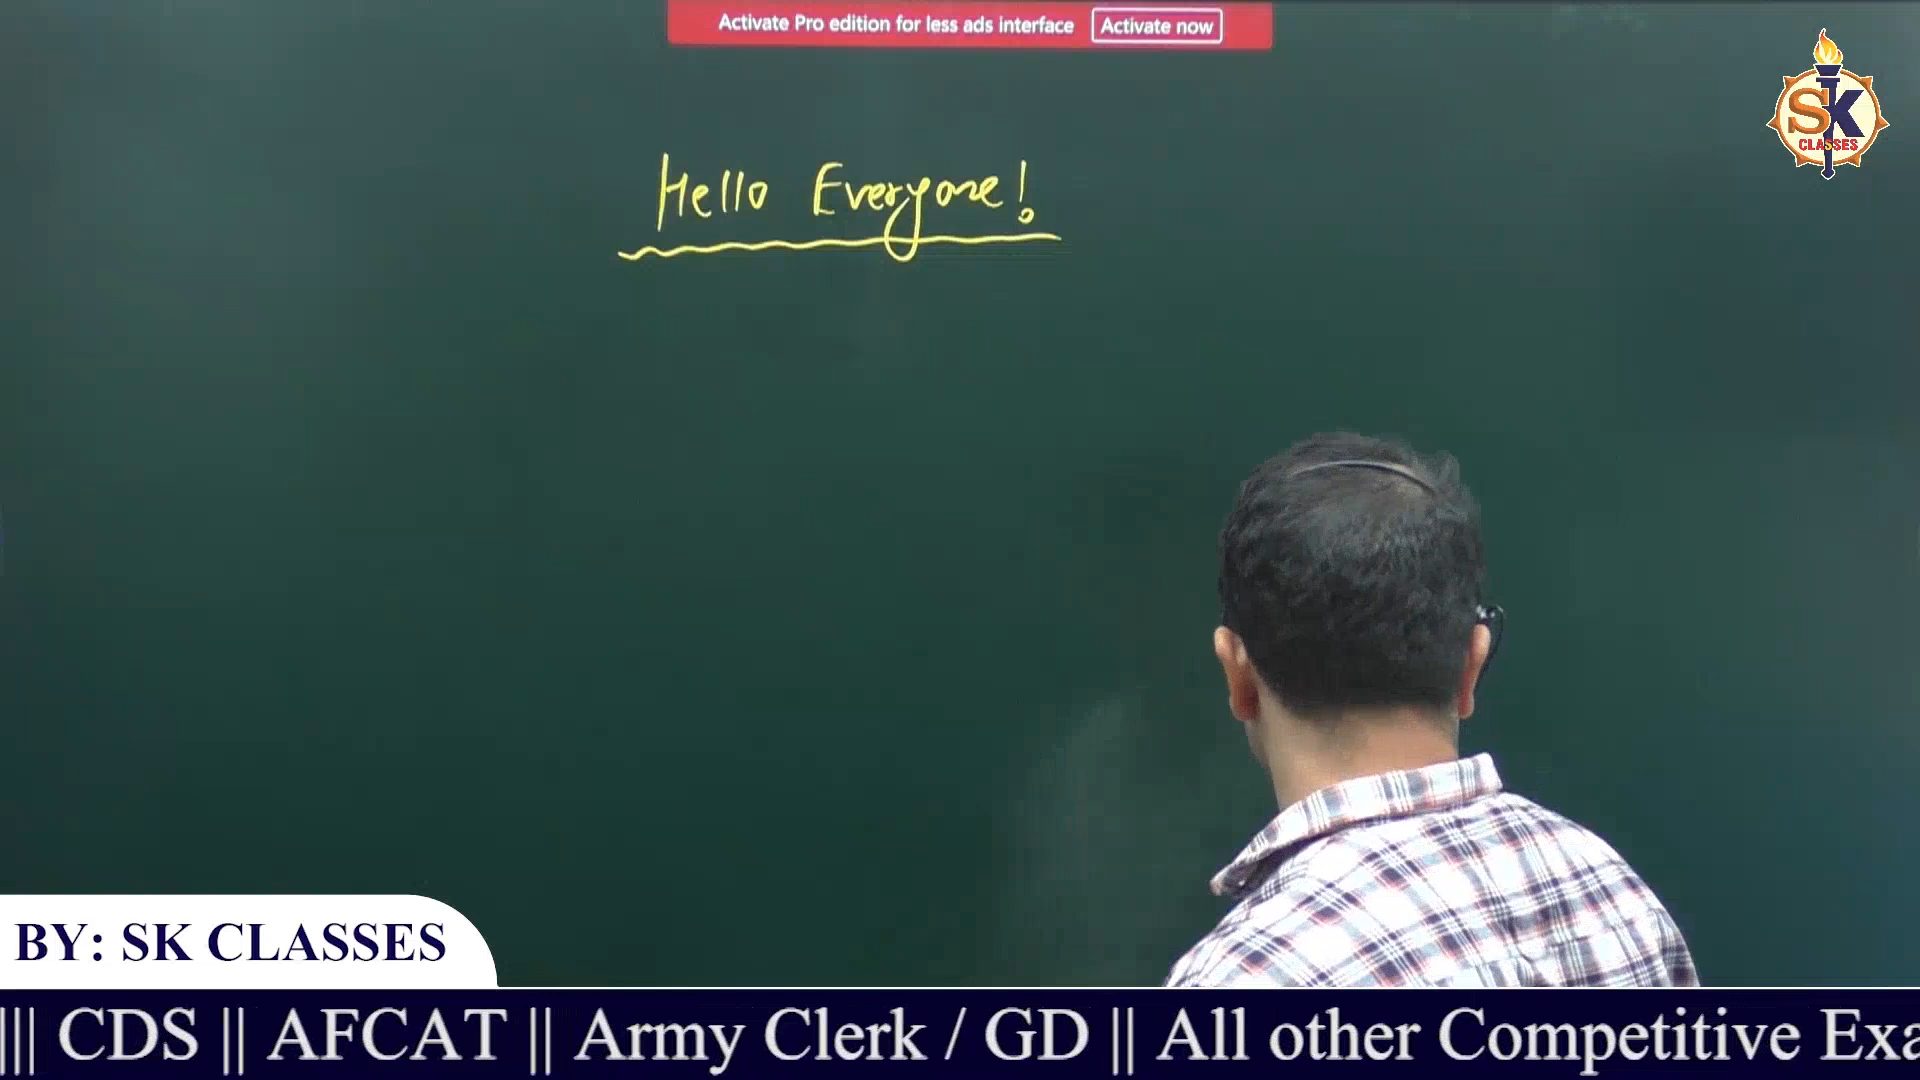 Activate Pro edition for less ads interface Activate now
SK
CLASSES
Hello Everyone!
BY: SK CLASSES
||| CDS || AFCAT || Army Clerk / GD || All other Competitive Exa